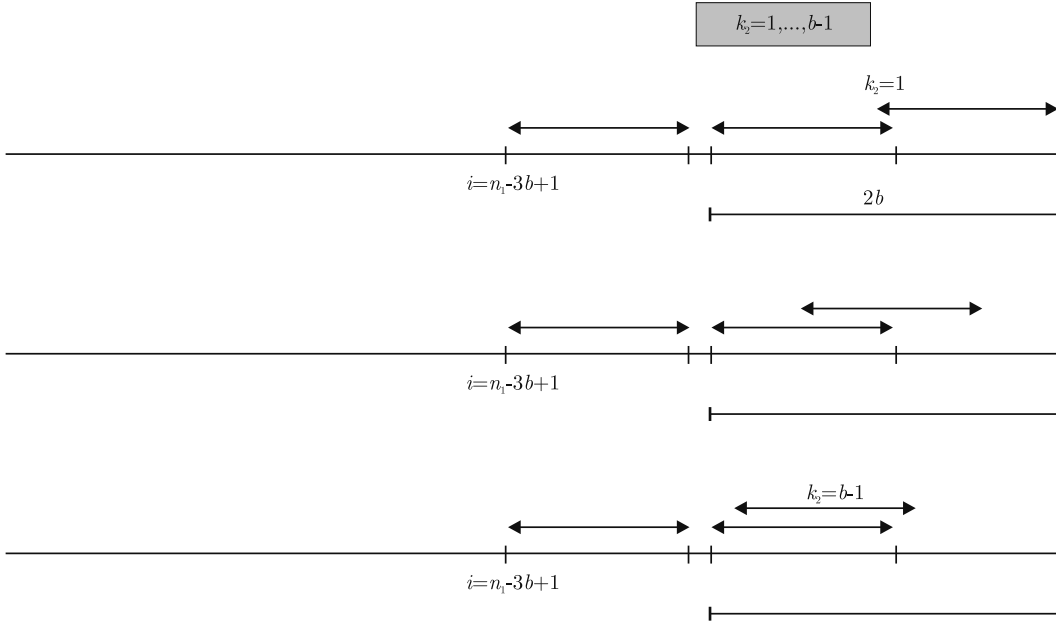 k₂=1,...,b-1
k₂=1
i=n₁-3b+1
2b
i=n₁-3b+1
k₂=b-1
i=n₁-3b+1